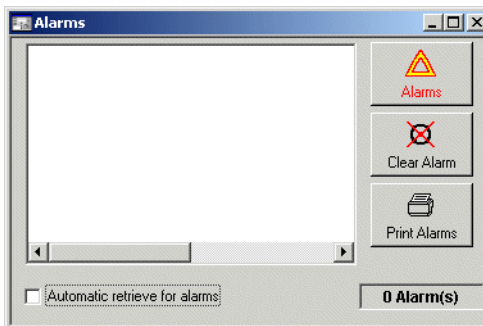 Alarms
Alarms
Clear Alarm
Print Alarms
Automatic retrieve for alarms
0 Alarm(s)